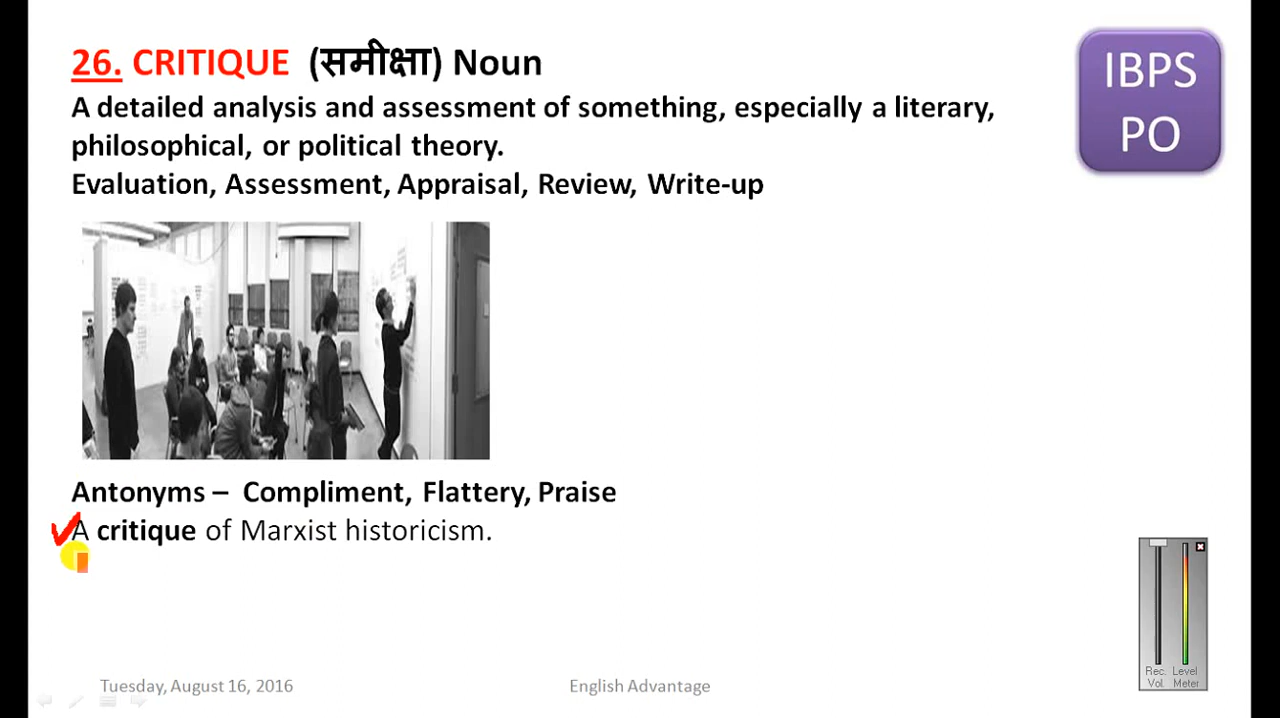 26. CRITIQUE (समीक्षा) Noun
A detailed analysis and assessment of something, especially a literary,
philosophical, or political theory.
Evaluation, Assessment, Appraisal, Review, Write-up
IBPS
PO
Antonyms – Compliment, Flattery, Praise
A critique of Marxist historicism.
Rec. Level
Vol. Meter
Tuesday, August 16, 2016
English Advantage